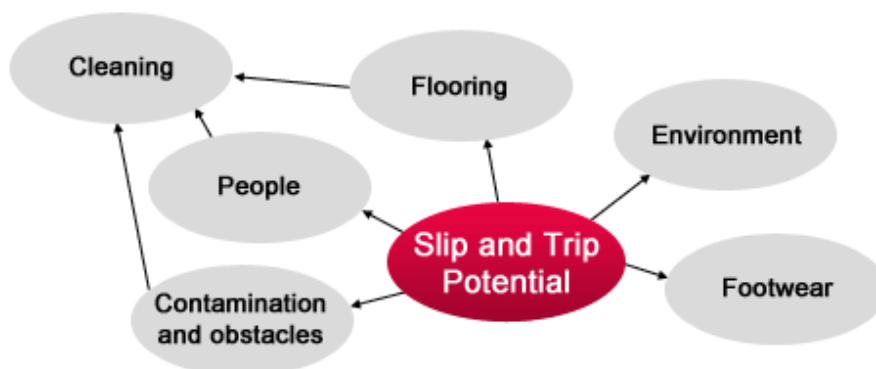 Cleaning
Flooring
Environment
People
Slip and Trip
Potential
Footwear
Contamination
and obstacles